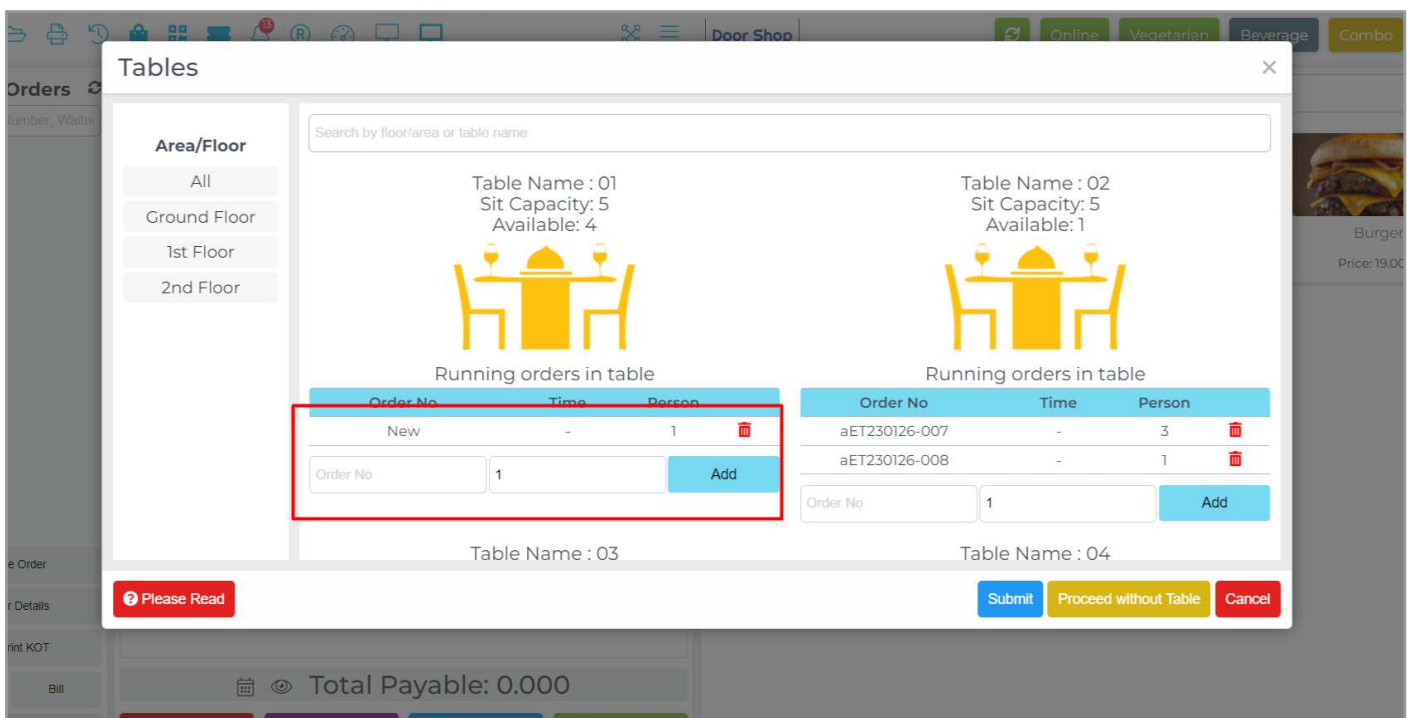 13
Door Shop
Online
Vegetarian
Beverage
Combo
Tables
×
Orders
Number, Waiter
Area/Floor
All
Ground Floor
1st Floor
2nd Floor
Search by floor/area or table name
Table Name : 01
Sit Capacity: 5
Available: 4
Running orders in table
Order No Time Person
New - 1
Order No 1 Add
Table Name : 02
Sit Capacity: 5
Available: 1
Running orders in table
Order No Time Person
aET230126-007 - 3
aET230126-008 - 1
Order No 1 Add
Table Name : 03
Table Name : 04
Please Read
Submit
Proceed without Table
Cancel
Burger
Price: 19.00
e Order
r Details
rint KOT
Bill
Total Payable: 0.000